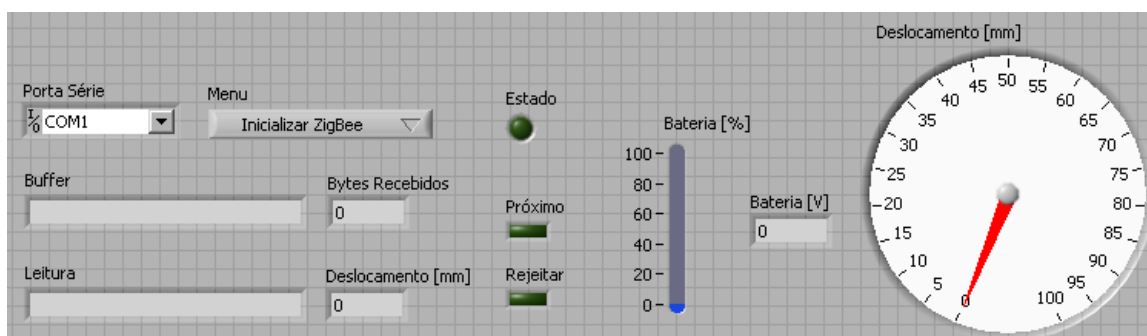 Deslocamento [mm]
Porta Série
Menu
Estado
I/O COM1
Inicializar ZigBee
Bateria [%]
Buffer
Bytes Recebidos
0
Próximo
Bateria [V]
0
Leitura
Deslocamento [mm]
0
Rejeitar
100
80
60
40
20
0
0
5
10
15
20
25
30
35
40
45
50
55
60
65
70
75
80
85
90
95
100